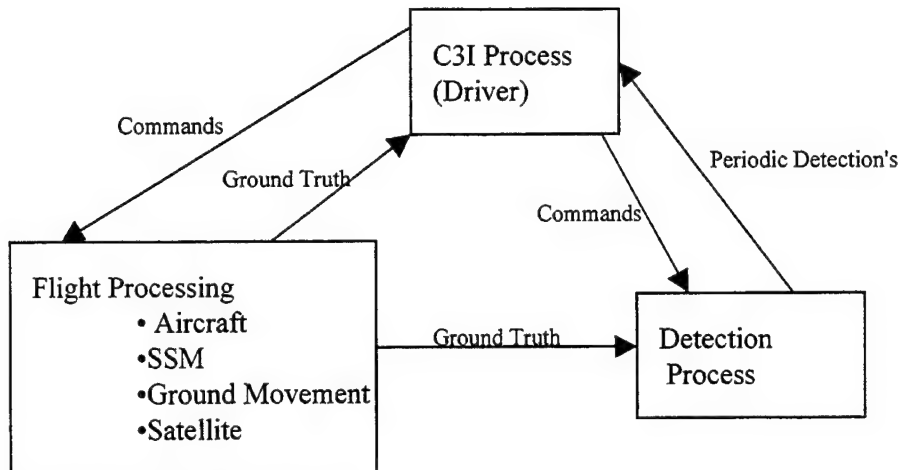 C3I Process
(Driver)
Commands
Periodic Detection's
Ground Truth
Commands
Flight Processing
• Aircraft
•SSM
•Ground Movement
•Satellite
Ground Truth
Detection
Process